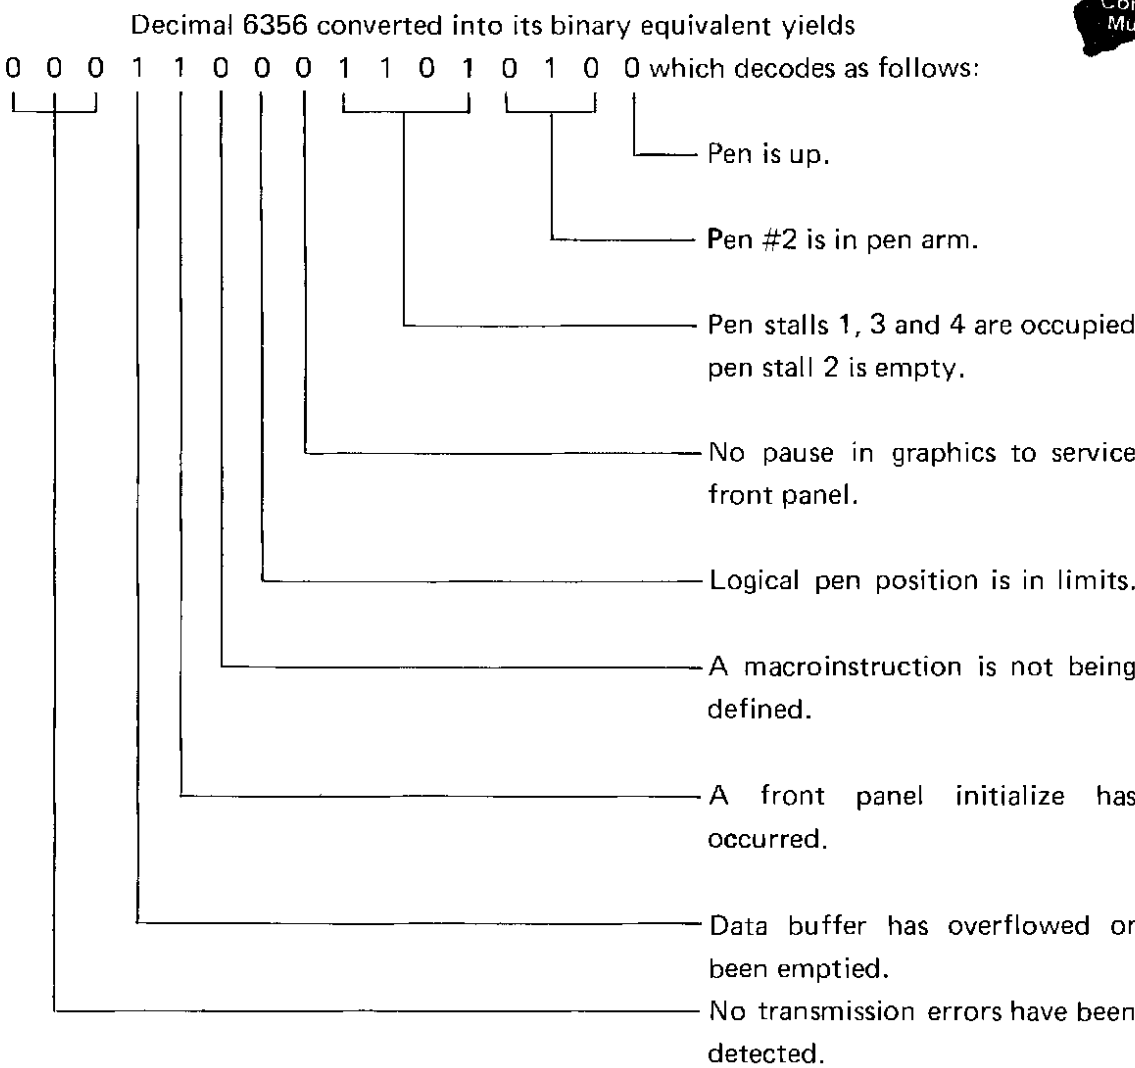 Decimal 6356 converted into its binary equivalent yields
0 0 0 1 1 0 0 0 1 1 0 1 0 1 0 0 which decodes as follows:
Pen is up.
Pen #2 is in pen arm.
Pen stalls 1, 3 and 4 are occupied
pen stall 2 is empty.
No pause in graphics to service
front panel.
Logical pen position is in limits.
A macroinstruction is not being
defined.
A front panel initialize has
occurred.
Data buffer has overflowed or
been emptied.
No transmission errors have been
detected.